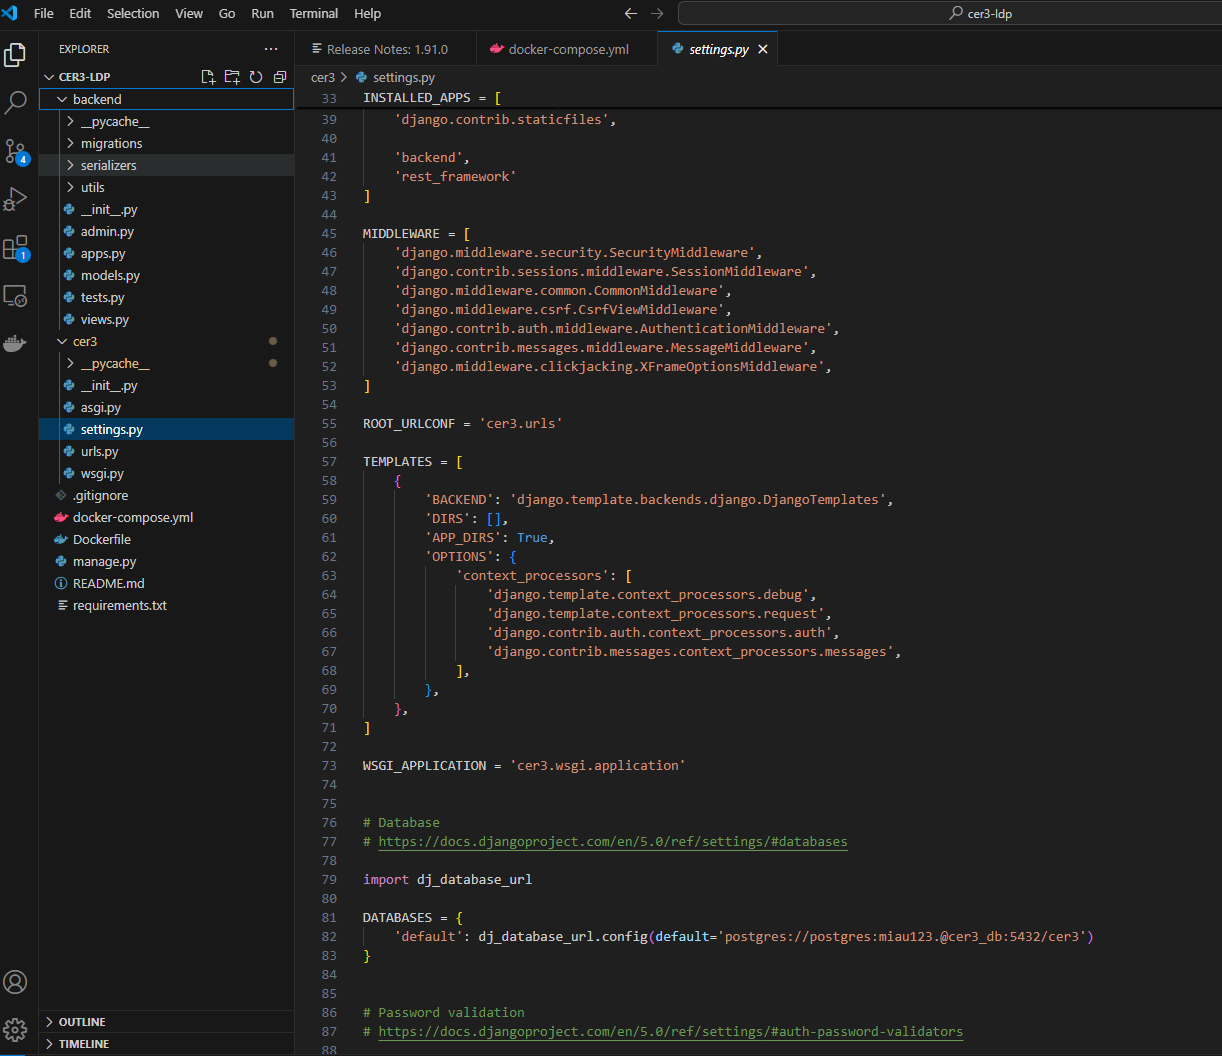 File Edit Selection View Go Run Terminal Help
cer3-ldp
EXPLORER
CER3-LDP
backend
__pycache__
migrations
serializers
utils
__init__.py
admin.py
apps.py
models.py
tests.py
views.py
cer3
__pycache__
__init__.py
asgi.py
settings.py
urls.py
wsgi.py
.gitignore
docker-compose.yml
Dockerfile
manage.py
README.md
requirements.txt
OUTLINE
TIMELINE
4
1
Release Notes: 1.91.0 docker-compose.yml settings.py
cer3 > settings.py
33 INSTALLED_APPS = [
39     'django.contrib.staticfiles',
40
41     'backend',
42     'rest_framework'
43 ]
44
45 MIDDLEWARE = [
46     'django.middleware.security.SecurityMiddleware',
47     'django.contrib.sessions.middleware.SessionMiddleware',
48     'django.middleware.common.CommonMiddleware',
49     'django.middleware.csrf.CsrfViewMiddleware',
50     'django.contrib.auth.middleware.AuthenticationMiddleware',
51     'django.contrib.messages.middleware.MessageMiddleware',
52     'django.middleware.clickjacking.XFrameOptionsMiddleware',
53 ]
54
55 ROOT_URLCONF = 'cer3.urls'
56
57 TEMPLATES = [
58     {
59         'BACKEND': 'django.template.backends.django.DjangoTemplates',
60         'DIRS': [],
61         'APP_DIRS': True,
62         'OPTIONS': {
63             'context_processors': [
64                 'django.template.context_processors.debug',
65                 'django.template.context_processors.request',
66                 'django.contrib.auth.context_processors.auth',
67                 'django.contrib.messages.context_processors.messages',
68             ],
69         },
70     },
71 ]
72
73 WSGI_APPLICATION = 'cer3.wsgi.application'
74
75
76 # Database
77 # https://docs.djangoproject.com/en/5.0/ref/settings/#databases
78
79 import dj_database_url
80
81 DATABASES = {
82     'default': dj_database_url.config(default='postgres://postgres:miau123.@cer3_db:5432/cer3')
83 }
84
85
86 # Password validation
87 # https://docs.djangoproject.com/en/5.0/ref/settings/#auth-password-validators
88